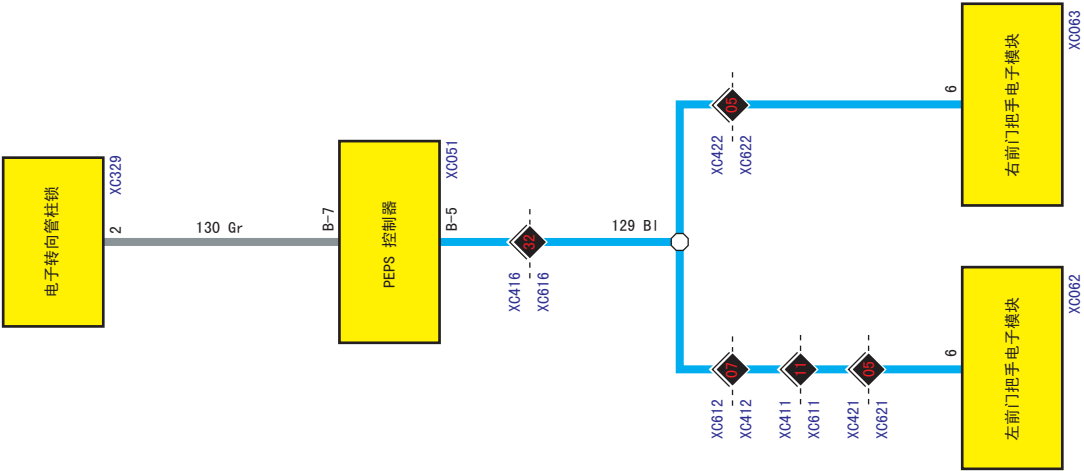 电子转向管柱锁
XC329
2
130 Gr
B-7
PEPS 控制器
XC051
B-5
32
XC416
XC616
129 Bl
05
XC422
XC622
6
右前门把手电子模块
XC063
07
XC612
XC412
11
XC411
XC611
05
XC421
XC621
6
左前门把手电子模块
XC062